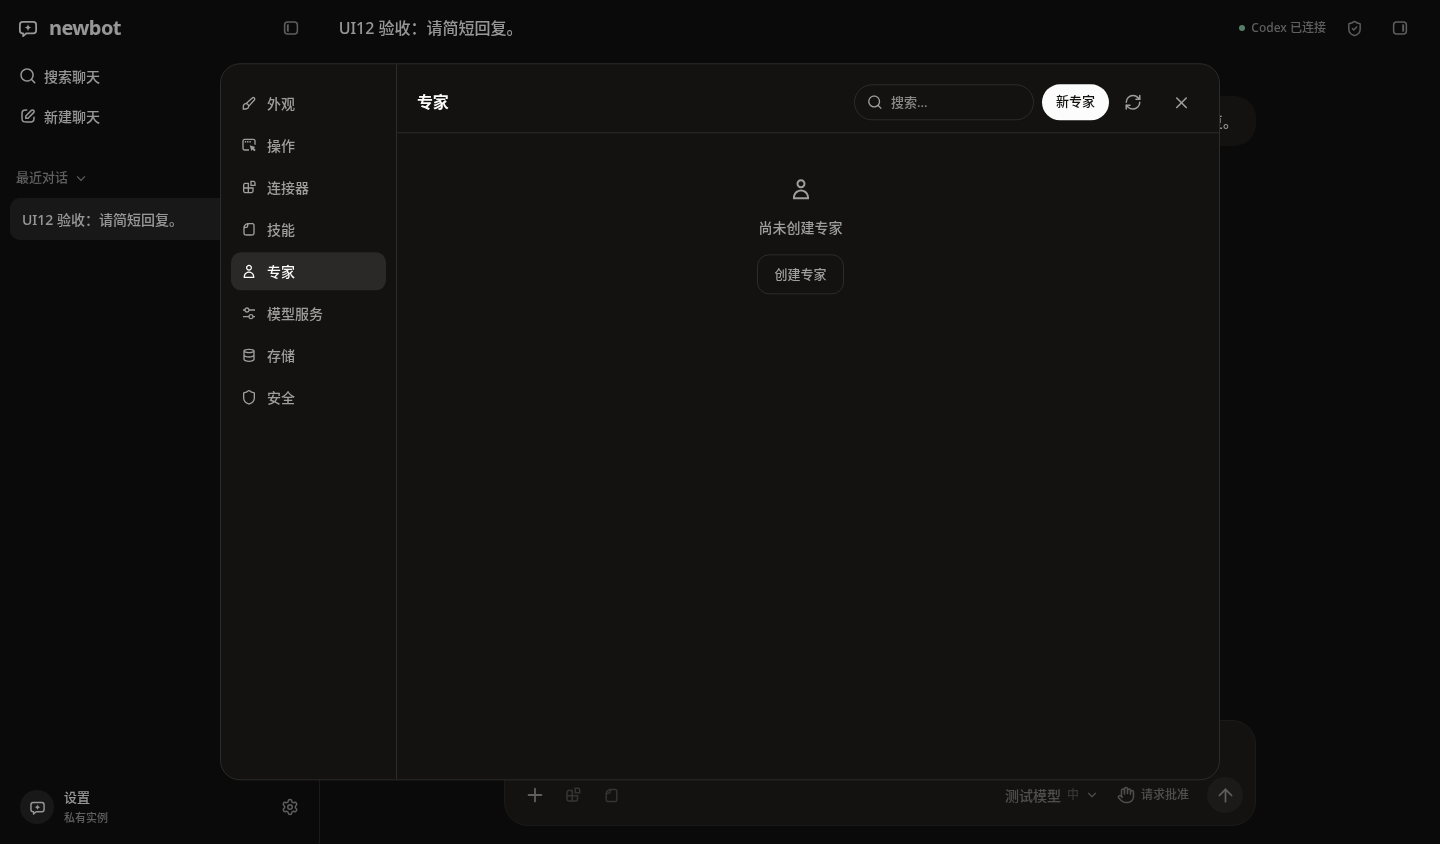 newbot
UI12 验收：请简短回复。
Codex 已连接
搜索聊天
新建聊天
最近对话
UI12 验收：请简短回复。
外观
操作
连接器
技能
专家
模型服务
存储
安全
专家
搜索...
新专家
尚未创建专家
创建专家
复。
设置
私有实例
测试模型 中
请求批准